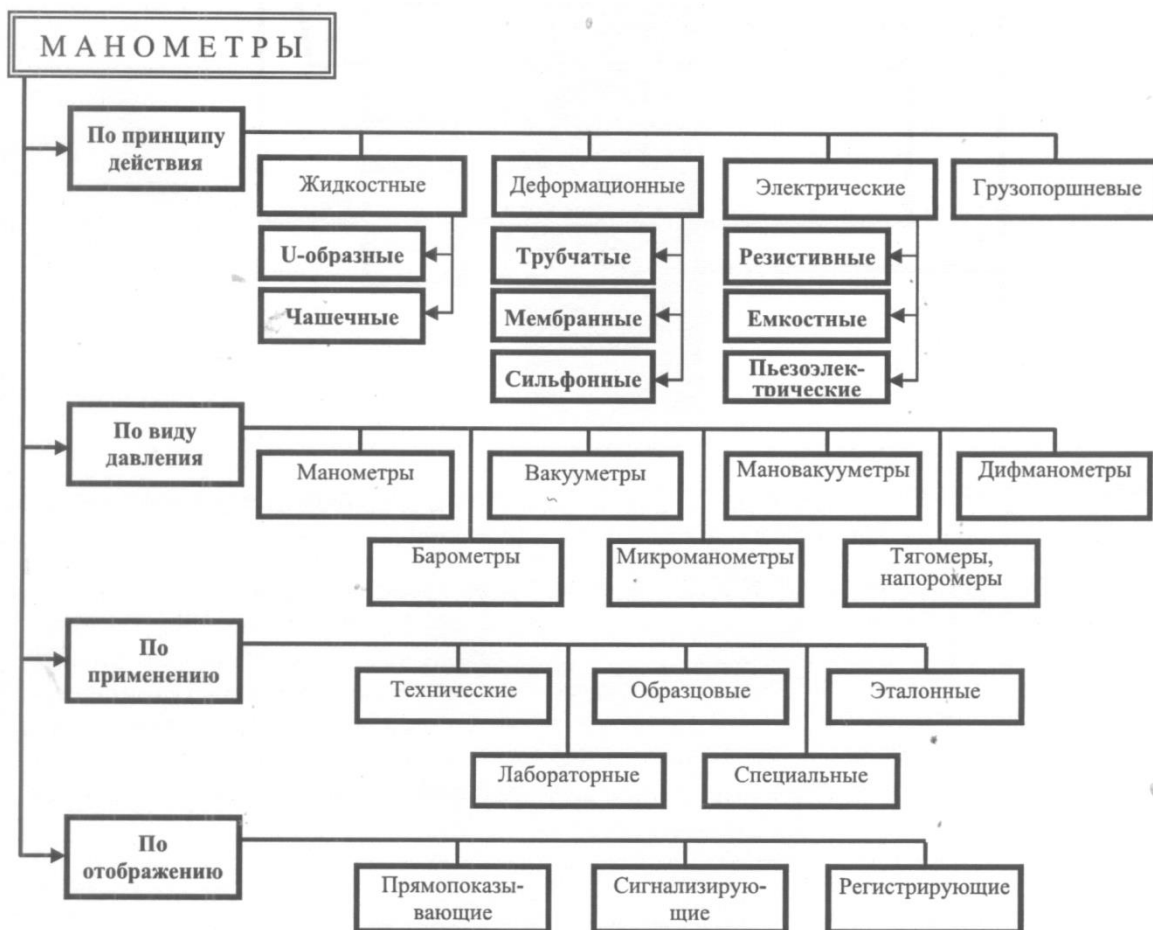 МАНОМЕТРЫ
По принципу
действия
Жидкостные
Деформационные
Электрические
Грузопоршневые
U-образные
Трубчатые
Резистивные
Чашечные
Мембранные
Емкостные
Сильфонные
Пьезоэлек-
трические
По виду
давления
Манометры
Вакууметры
Мановакууметры
Дифманометры
Барометры
Микроманометры
Тягомеры,
напоромеры
По
применению
Технические
Образцовые
Эталонные
Лабораторные
Специальные
По
отображению
Прямопоказы-
вающие
Сигнализирую-
щие
Регистрирующие